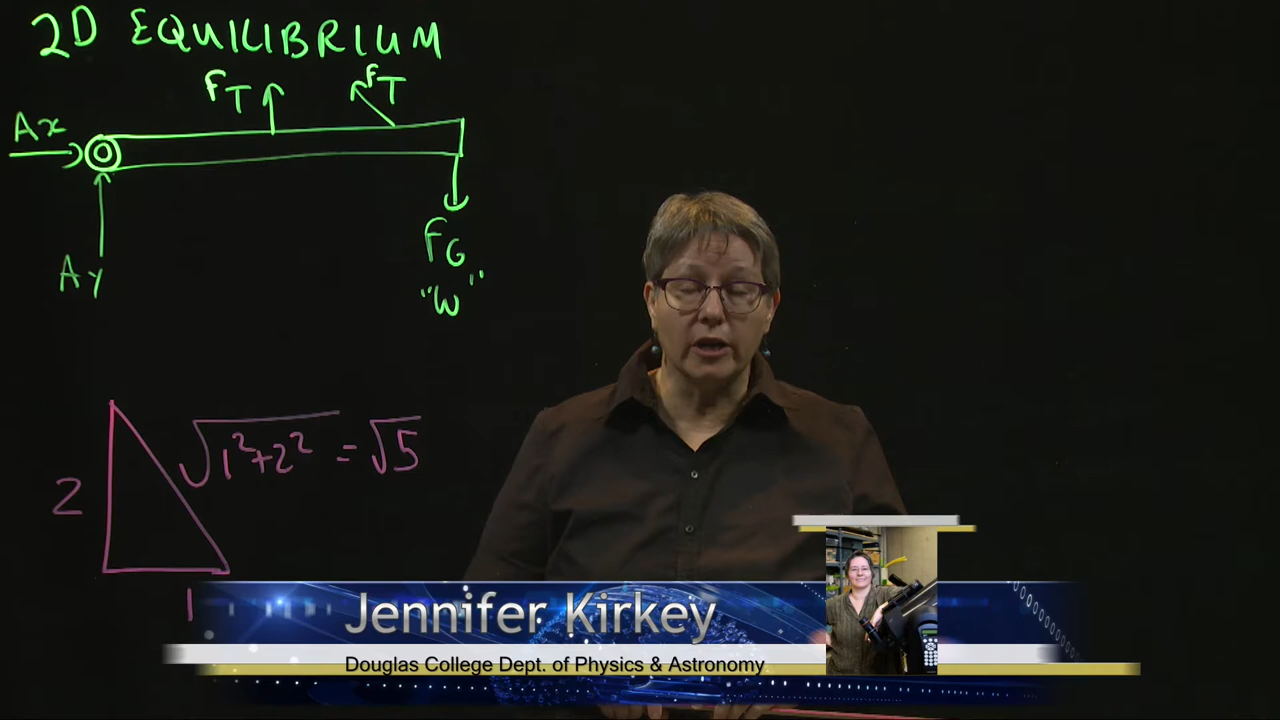 2D EQUILIBRIUM
FT
FT
Ax
Ay
FG
"W"
2
√1²+2² = √5
1
Jennifer Kirkey
Douglas College Dept. of Physics & Astronomy